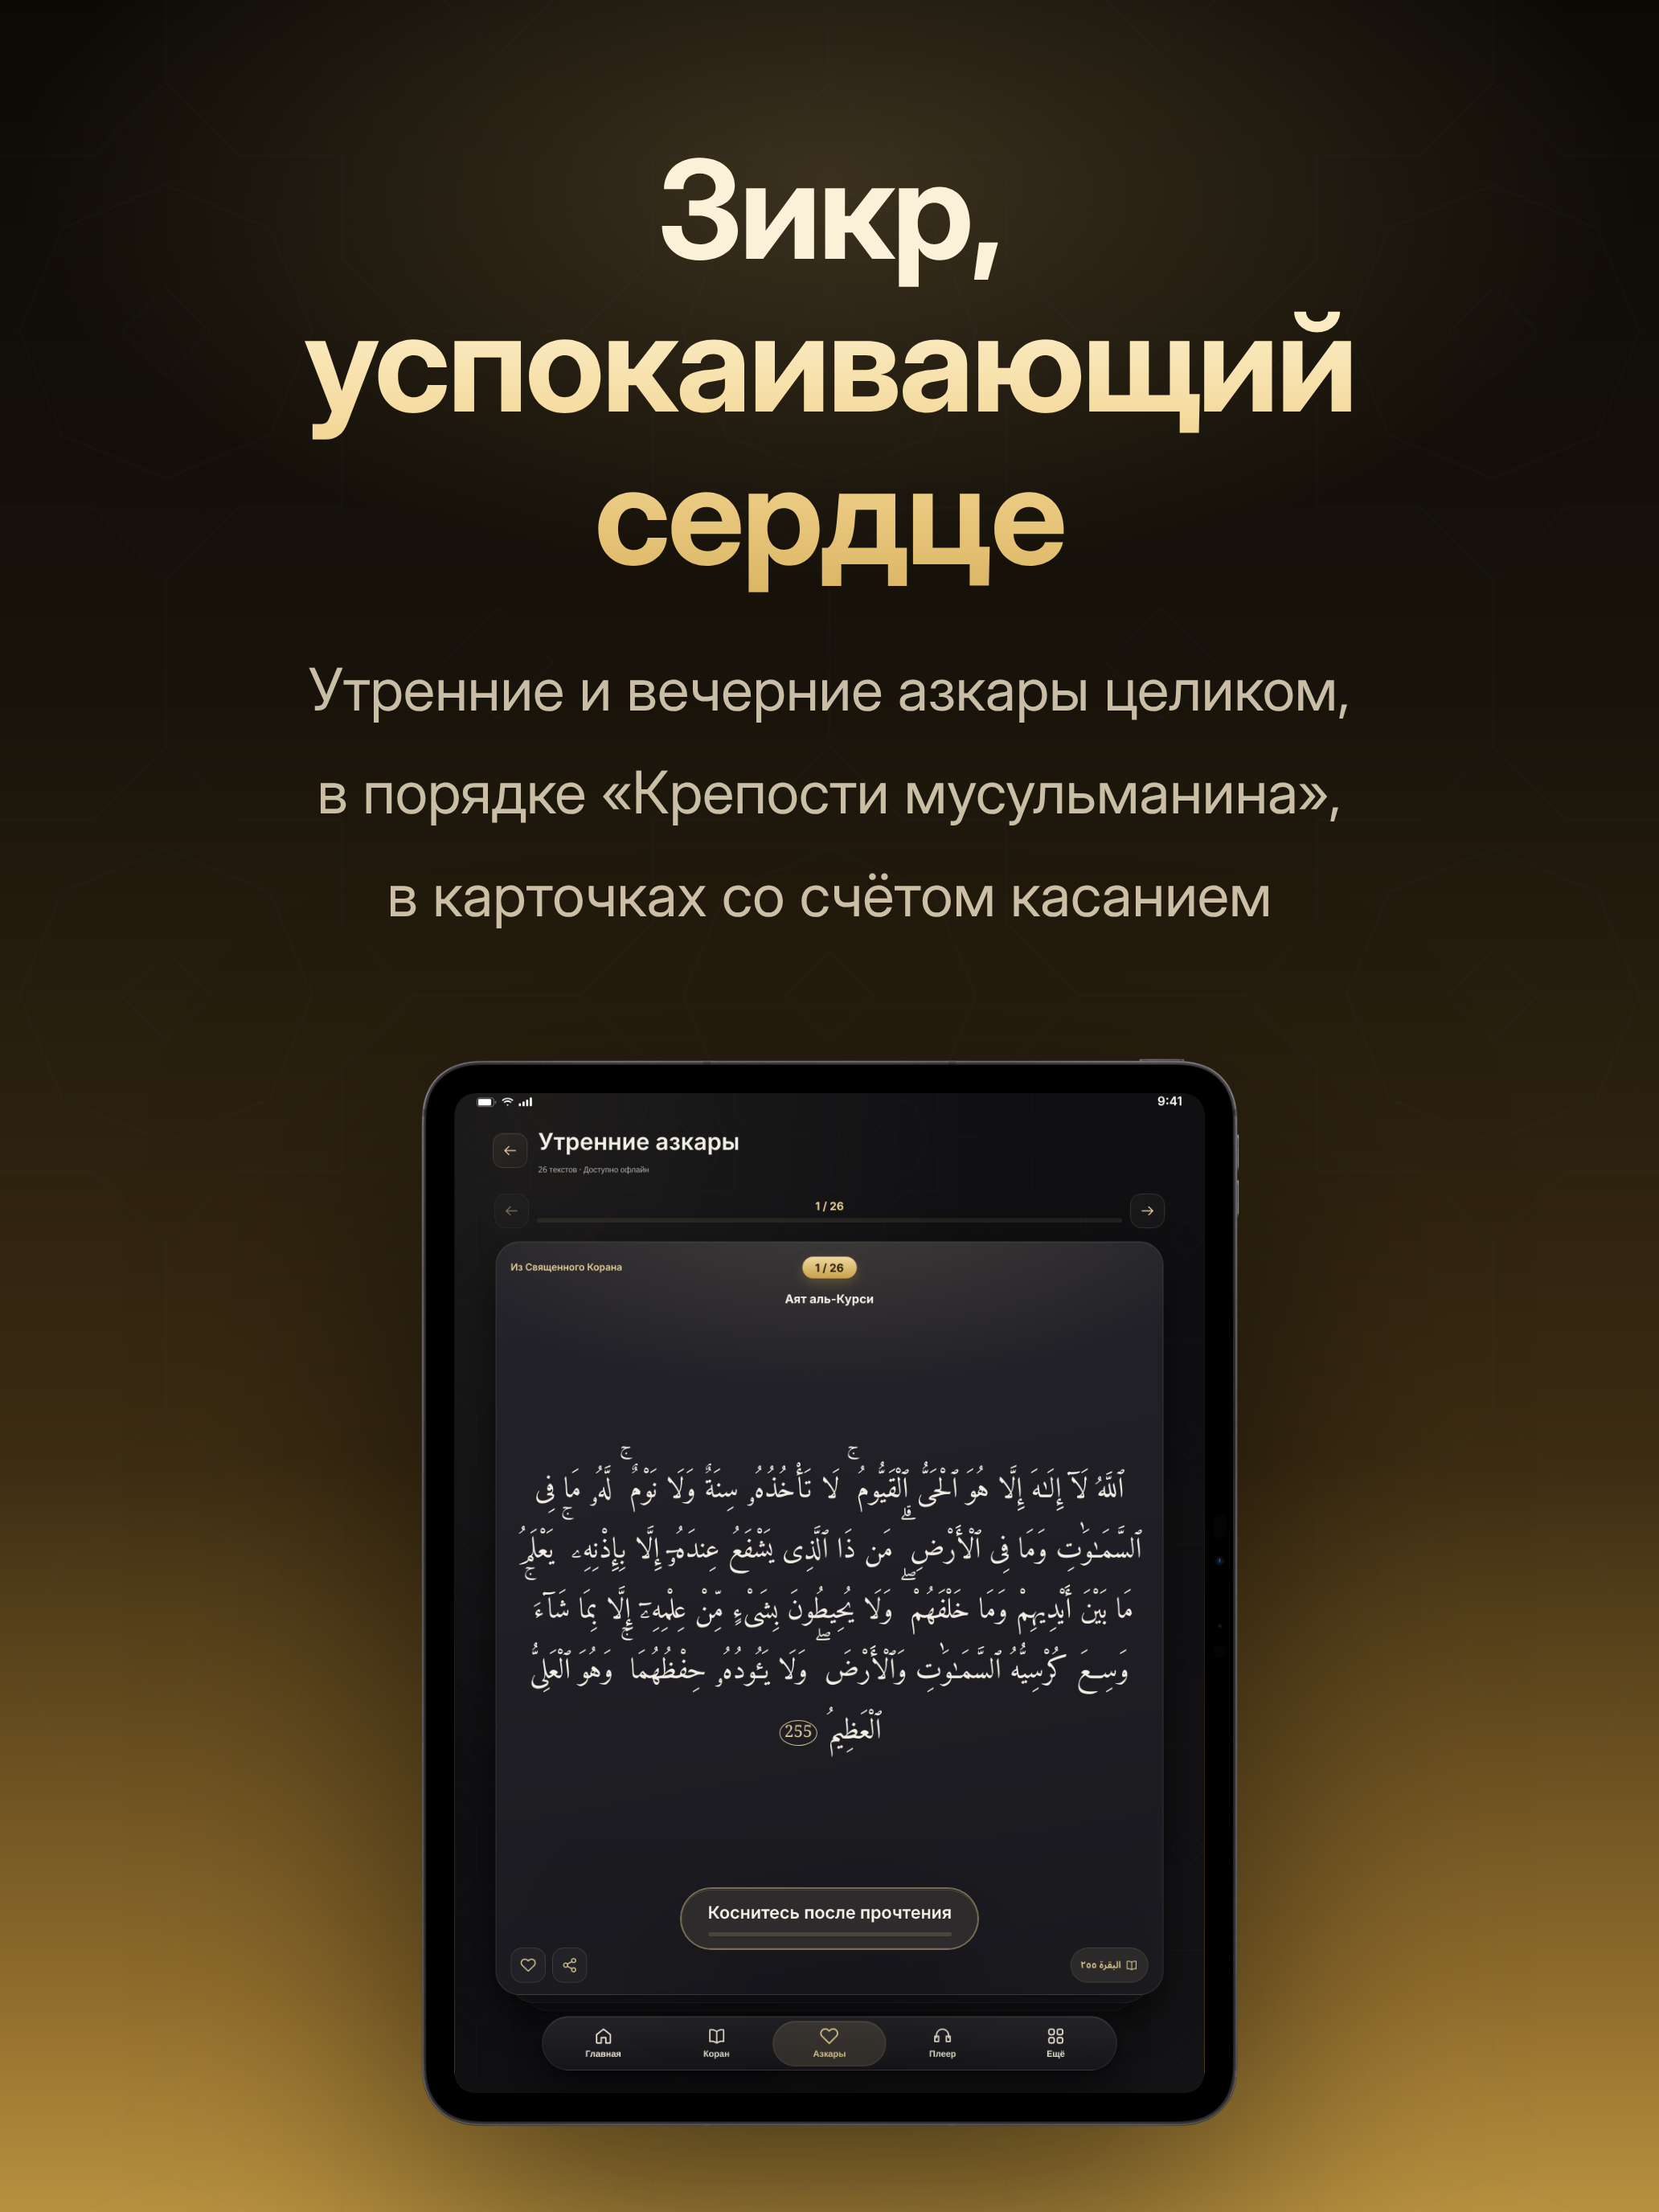 Зикр,
успокаивающий
сердце
Утренние и вечерние азкары целиком,
в порядке «Крепости мусульманина»,
в карточках со счётом касанием
9:41
Утренние азкары
26 текстов · Доступно офлайн
1 / 26
Из Священного Корана
1 / 26
Аят аль-Курси
ٱللَّهُ لَآ إِلَـٰهَ إِلَّا هُوَ ٱلْحَىُّ ٱلْقَيُّومُ ۚ لَا تَأْخُذُهُۥ سِنَةٌ وَلَا نَوْمٌ ۚ لَّهُۥ مَا فِى
ٱلسَّمَـٰوَٰتِ وَمَا فِى ٱلْأَرْضِ ۗ مَن ذَا ٱلَّذِى يَشْفَعُ عِندَهُۥٓ إِلَّا بِإِذْنِهِۦ ۚ يَعْلَمُ
مَا بَيْنَ أَيْدِيهِمْ وَمَا خَلْفَهُمْ ۖ وَلَا يُحِيطُونَ بِشَىْءٍ مِّنْ عِلْمِهِۦٓ إِلَّا بِمَا شَآءَ ۚ
وَسِعَ كُرْسِيُّهُ ٱلسَّمَـٰوَٰتِ وَٱلْأَرْضَ ۖ وَلَا يَـُٔودُهُۥ حِفْظُهُمَا ۚ وَهُوَ ٱلْعَلِىُّ
ٱلْعَظِيمُ 255
Коснитесь после прочтения
البقرة ٢٥٥
Главная
Коран
Азкары
Плеер
Ещё